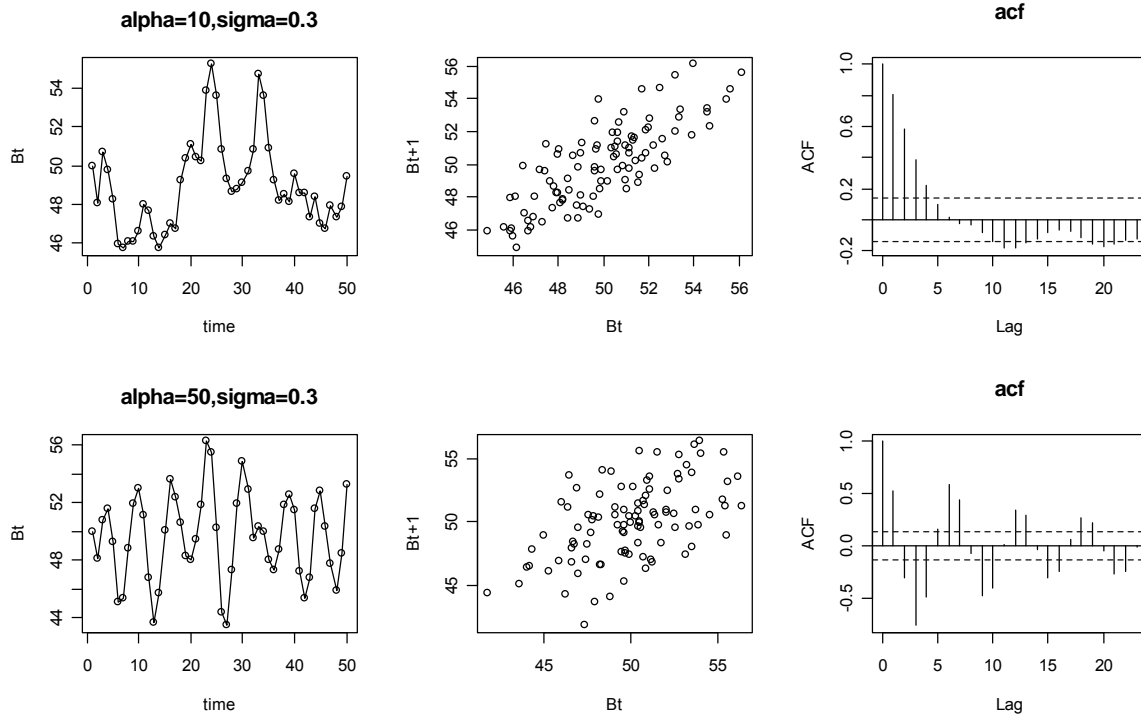 alpha=10,sigma=0.3
acf
Bt
46 48 50 52 54
0 10 20 30 40 50
time
Bt+1
46 48 50 52 54 56
46 48 50 52 54 56
Bt
ACF
-0.2 0.2 0.6 1.0
0 5 10 15 20
Lag
alpha=50,sigma=0.3
acf
Bt
44 48 52 56
0 10 20 30 40 50
time
Bt+1
45 50 55
45 50 55
Bt
ACF
-0.5 0.0 0.5 1.0
0 5 10 15 20
Lag